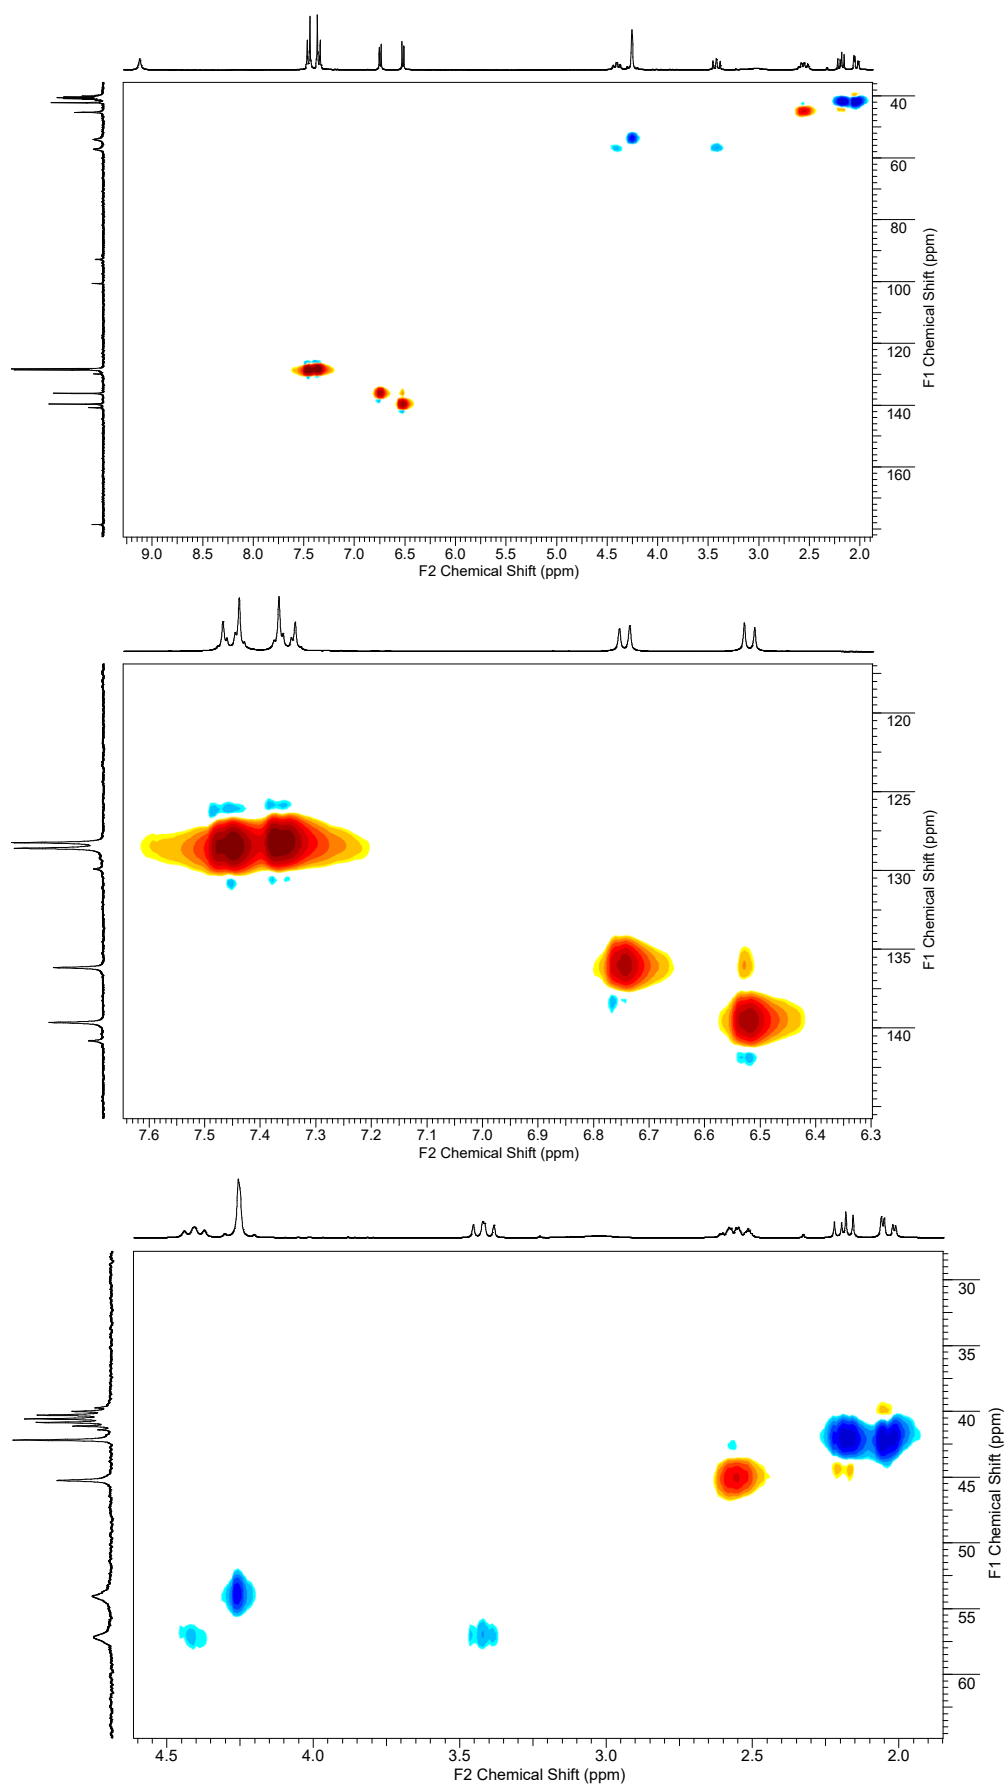 40
60
80
100
120
140
160
F1 Chemical Shift (ppm)
9.0 8.5 8.0 7.5 7.0 6.5 6.0 5.5 5.0 4.5 4.0 3.5 3.0 2.5 2.0
F2 Chemical Shift (ppm)
120
125
130
135
140
F1 Chemical Shift (ppm)
7.6 7.5 7.4 7.3 7.2 7.1 7.0 6.9 6.8 6.7 6.6 6.5 6.4 6.3
F2 Chemical Shift (ppm)
30
35
40
45
50
55
60
F1 Chemical Shift (ppm)
4.5 4.0 3.5 3.0 2.5 2.0
F2 Chemical Shift (ppm)